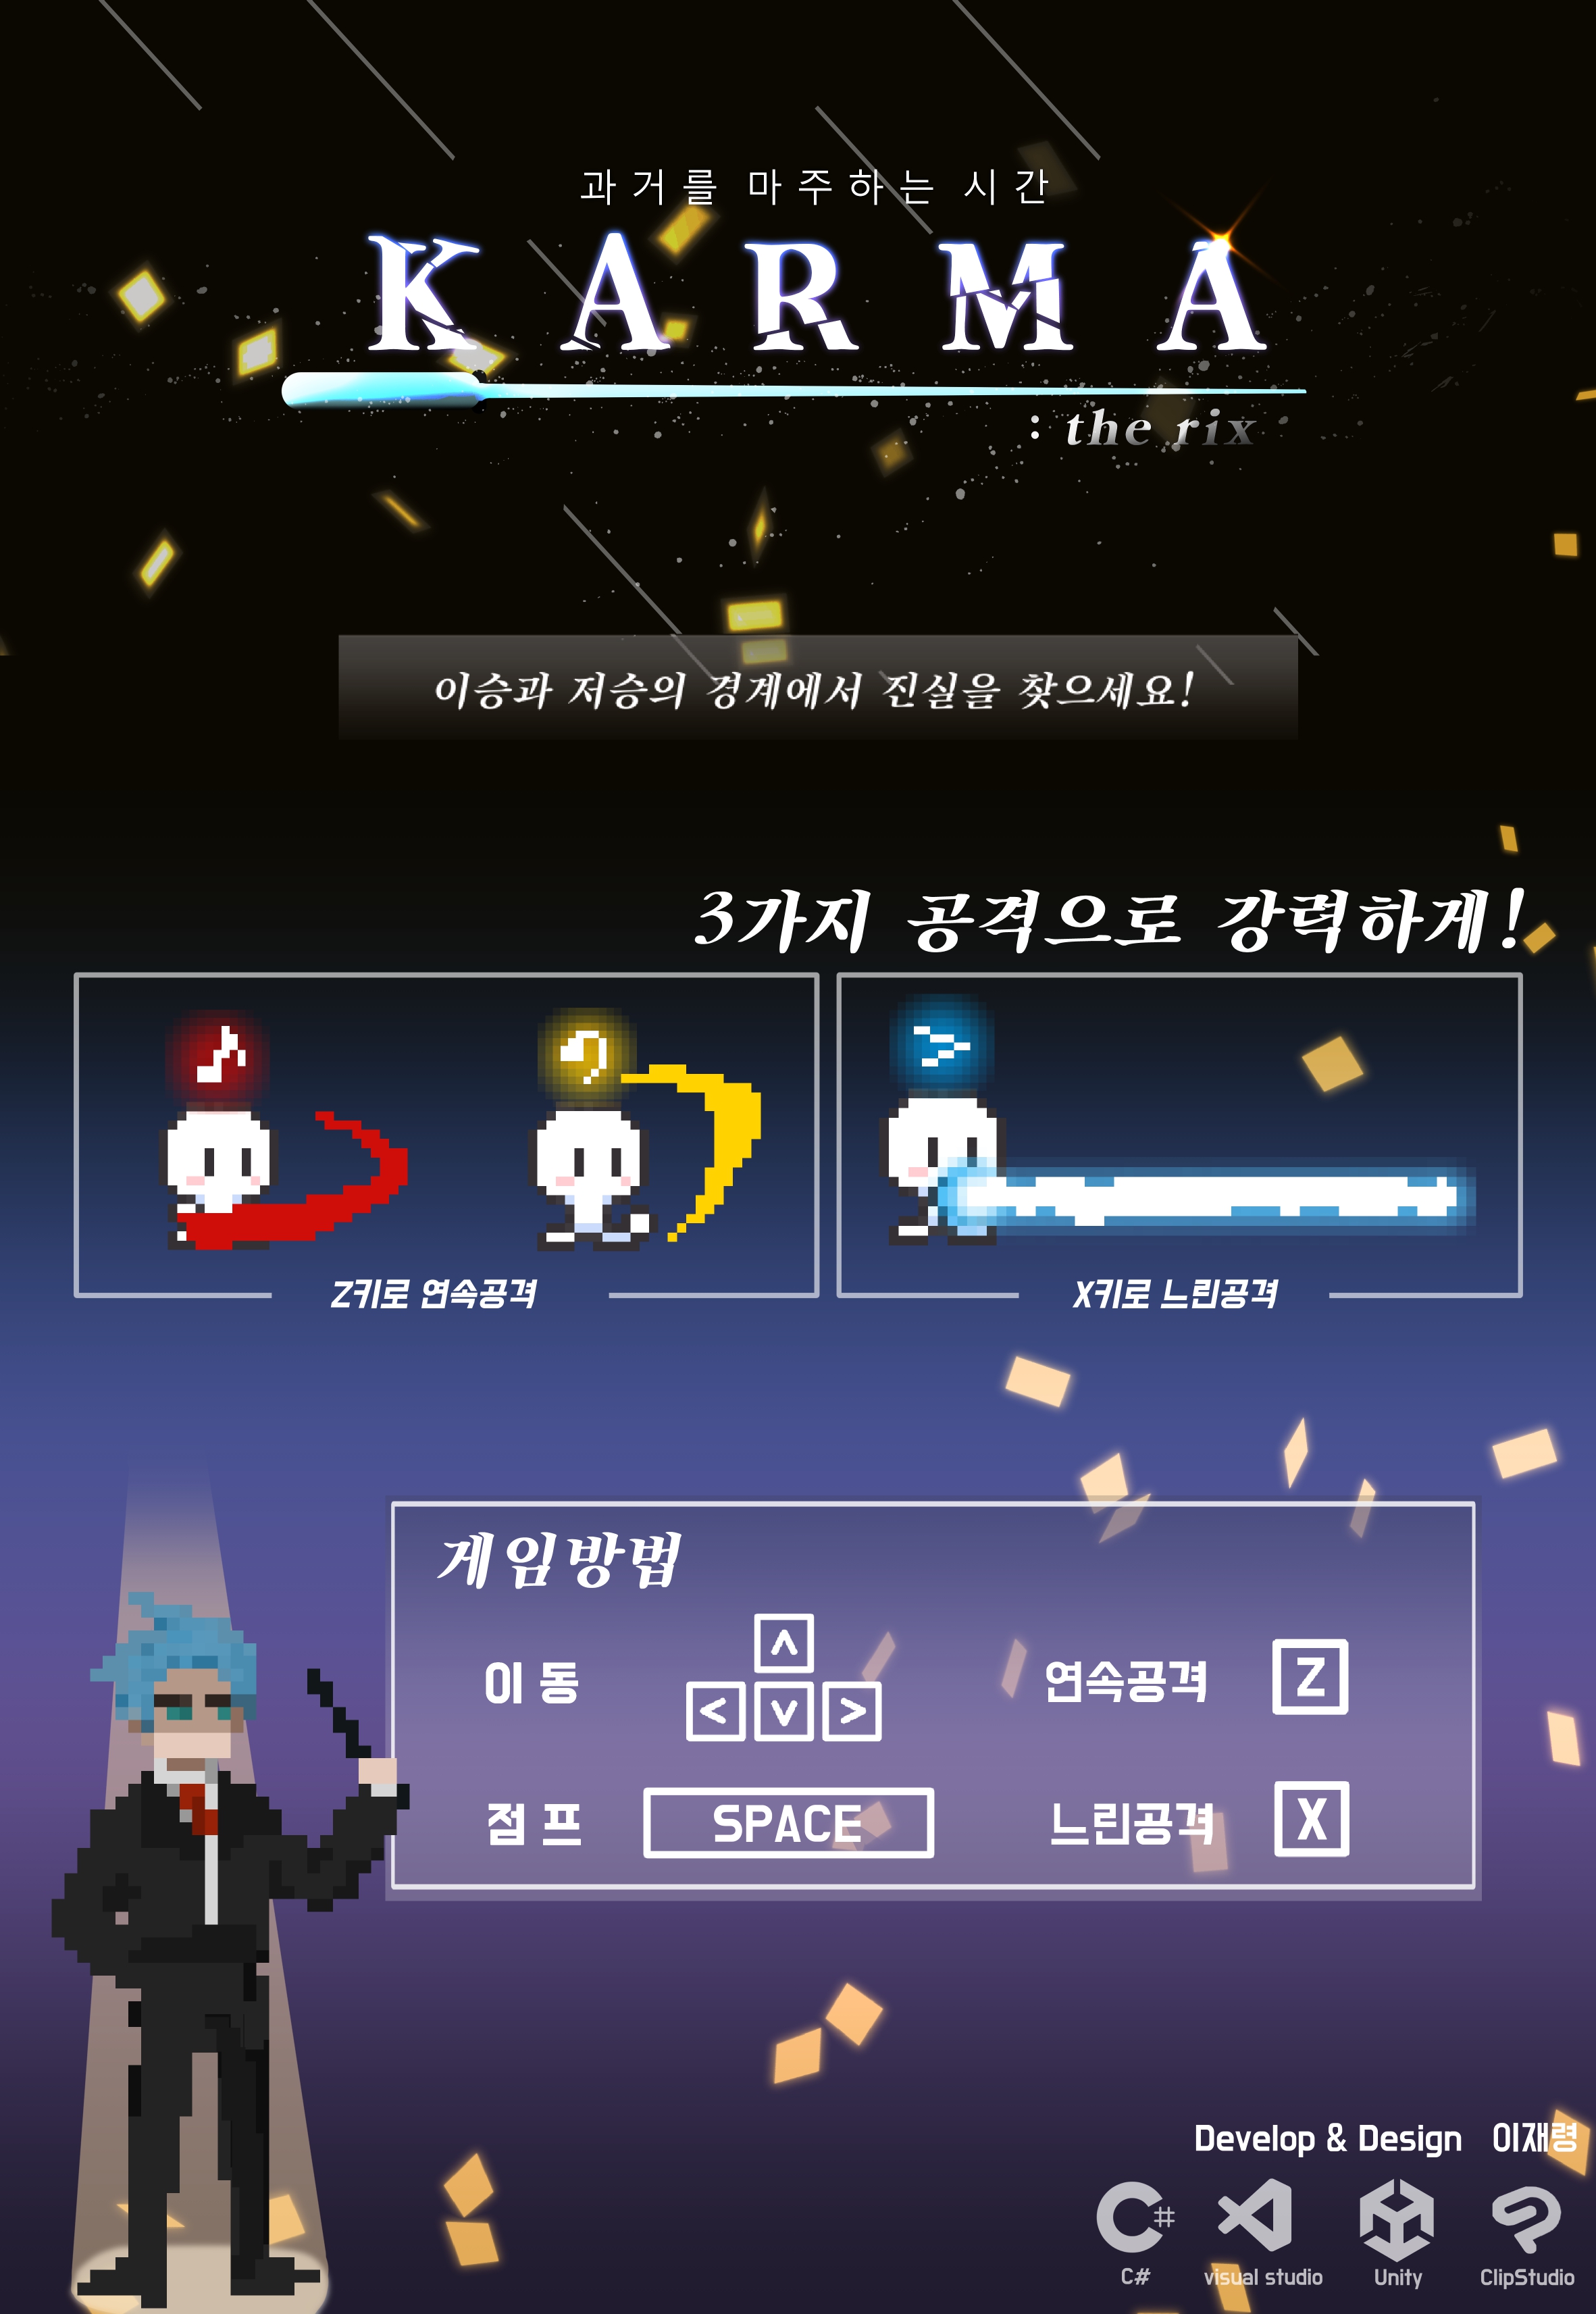 과거를 마주하는 시간
KARMA
: the rix
이승과 저승의 경계에서 진실을 찾으세요!
3가지 공격으로 강력하게!
Z키로 연속공격
X키로 느린공격
게임방법
이동
연속공격
Z
점프
SPACE
느린공격
X
Develop & Design 이재령
C#
visual studio
Unity
ClipStudio